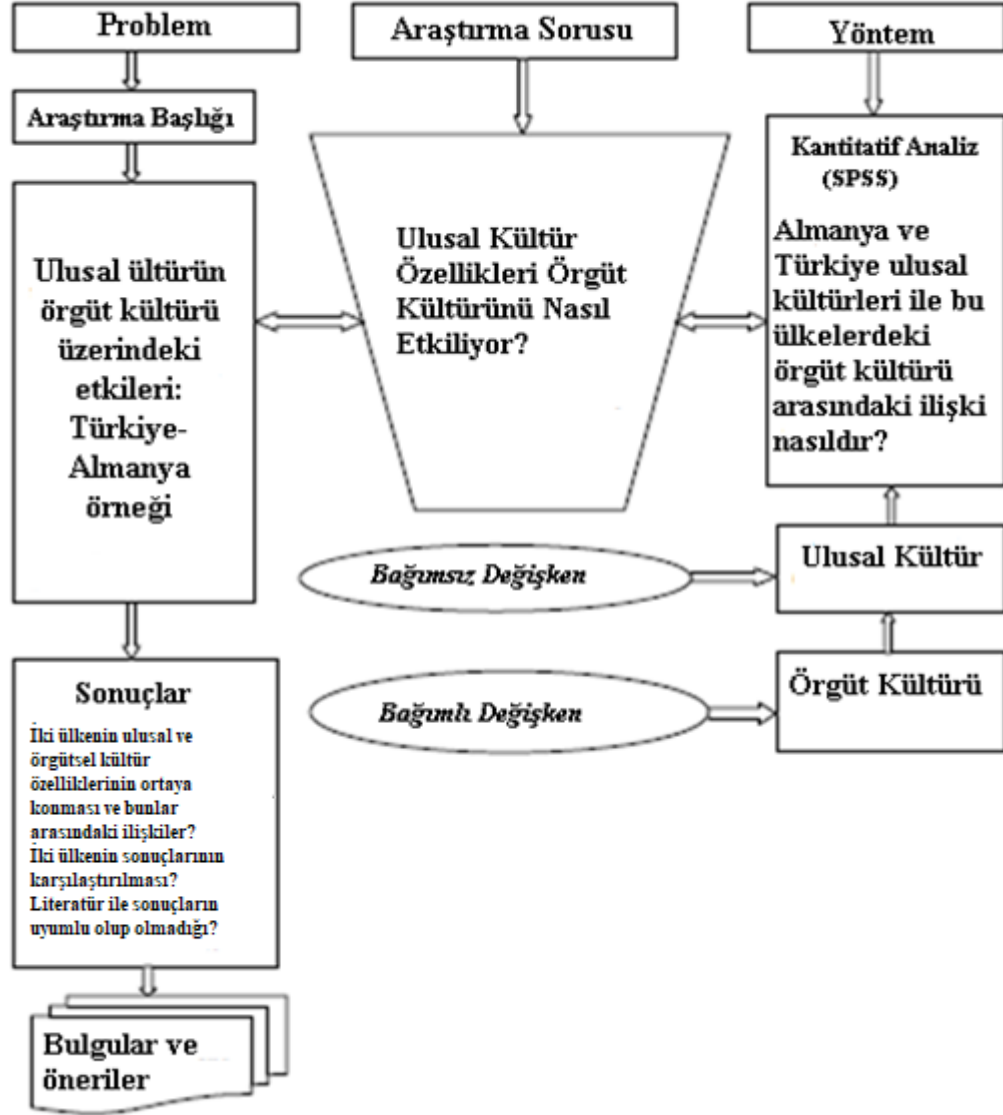 Problem
Araştırma Başlığı
Ulusal ültürün
örgüt kültürü
üzerindeki
etkileri:
Türkiye-
Almanya
örneği
Sonuçlar
İki ülkenin ulusal ve
örgütsel kültür
özelliklerinin ortaya
konması ve bunlar
arasındaki ilişkiler?
İki ülkenin sonuçlarının
karşılaştırılması?
Literatür ile sonuçların
uyumlu olup olmadığı?
Bulgular ve
öneriler
Araştırma Sorusu
Ulusal Kültür
Özellikleri Örgüt
Kültürünü Nasıl
Etkiliyor?
Bağımsız Değişken
Bağımlı Değişken
Yöntem
Kantitatif Analiz
(SPSS)
Almanya ve
Türkiye ulusal
kültürleri ile bu
ülkelerdeki
örgüt kültürü
arasındaki ilişki
nasıldır?
Ulusal Kültür
Örgüt Kültürü